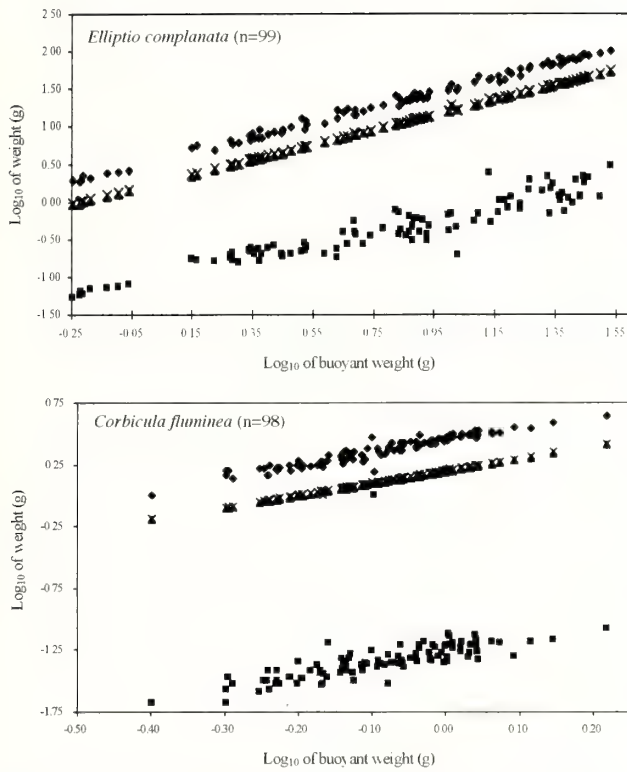 Elliptio complanata (n=99)
Log10 of weight (g)
2 50
2 00
1 50
1 00
0.50
0.00
-0.50
-1 00
-1 50
-0.25 -0.05 0 15 0.35 0.55 0.75 0.95 1 15 1 35 1 55
Log10 of buoyant weight (g)
Corbicula fluminea (n=98)
Log10 of weight (g)
0.75
0.25
-0.25
-0.75
-1.25
-1.75
-0.50 -0.40 -0.30 -0.20 -0.10 0.00 0.10 0.20
Log10 of buoyant weight (g)